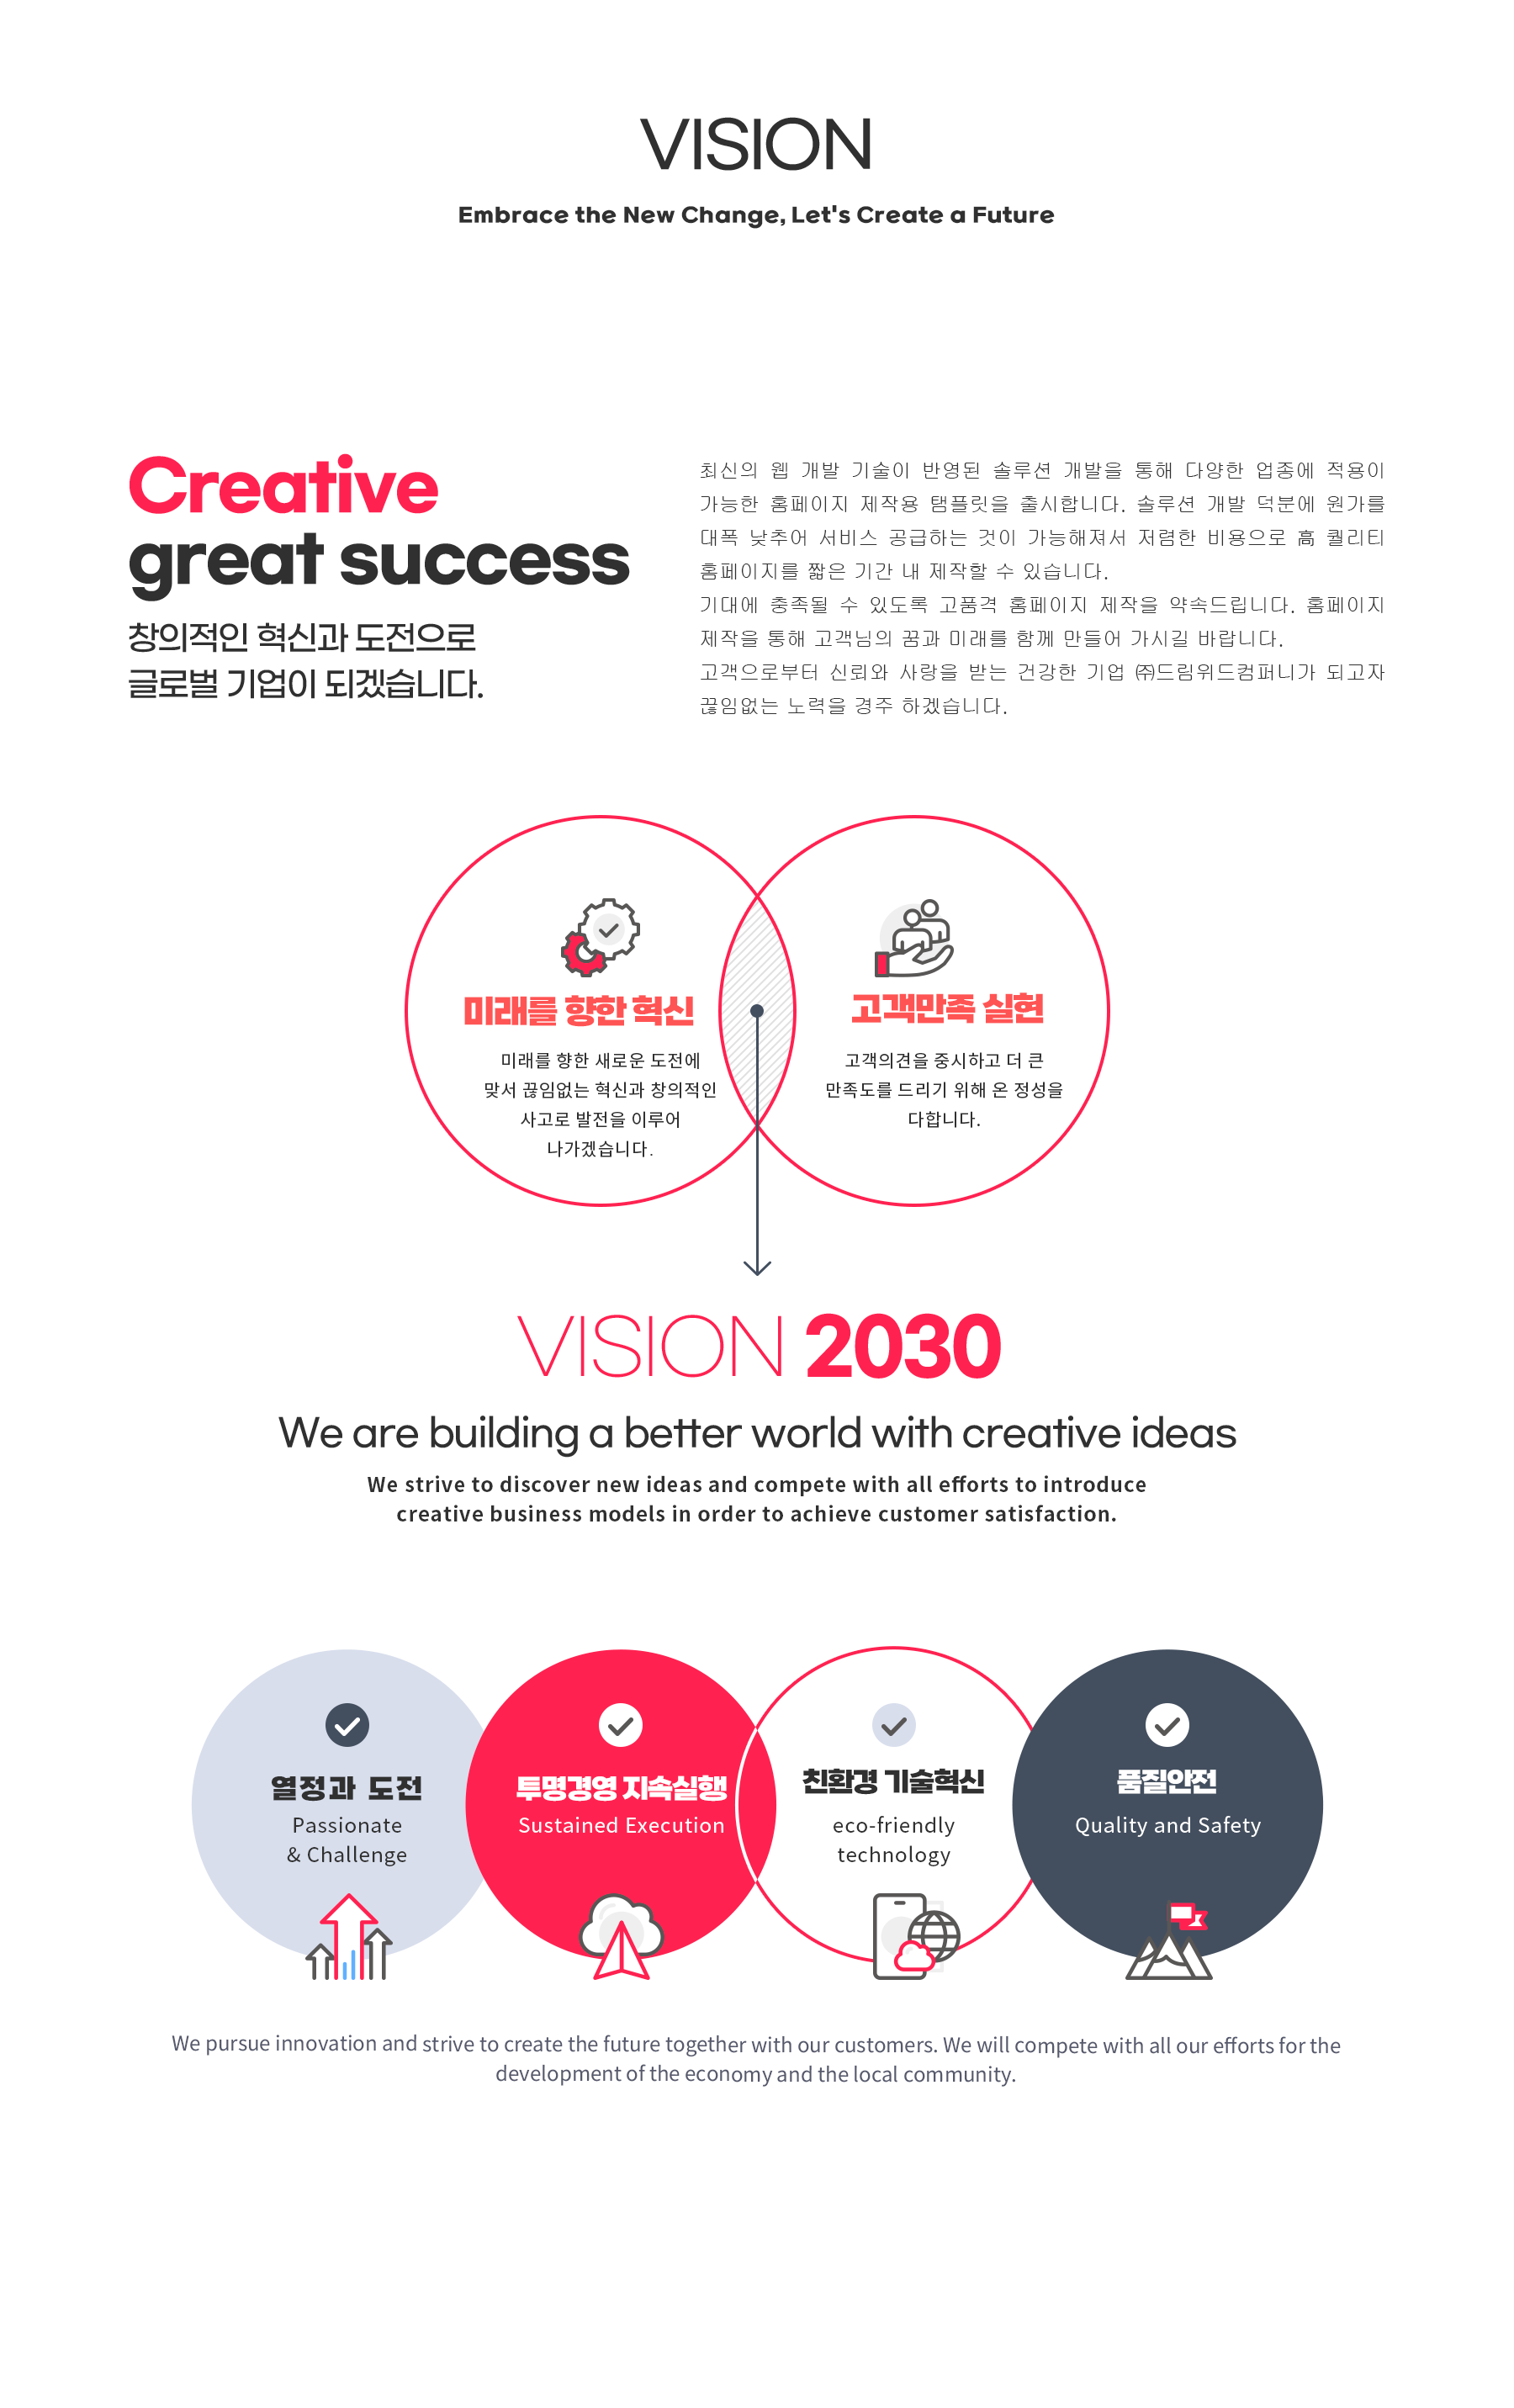 VISION
Embrace the New Change, Let's Create a Future
Creative
great success
창의적인 혁신과 도전으로
글로벌 기업이 되겠습니다.
최신의 웹 개발 기술이 반영된 솔루션 개발을 통해 다양한 업종에 적용이
가능한 홈페이지 제작용 탬플릿을 출시합니다. 솔루션 개발 덕분에 원가를
대폭 낮추어 서비스 공급하는 것이 가능해져서 저렴한 비용으로 高 퀄리티
홈페이지를 짧은 기간 내 제작할 수 있습니다.
기대에 충족될 수 있도록 고품격 홈페이지 제작을 약속드립니다. 홈페이지
제작을 통해 고객님의 꿈과 미래를 함께 만들어 가시길 바랍니다.
고객으로부터 신뢰와 사랑을 받는 건강한 기업 ㈜드림위드컴퍼니가 되고자
끊임없는 노력을 경주 하겠습니다.
미래를 향한 혁신
미래를 향한 새로운 도전에
맞서 끊임없는 혁신과 창의적인
사고로 발전을 이루어
나가겠습니다.
고객만족 실현
고객의견을 중시하고 더 큰
만족도를 드리기 위해 온 정성을
다합니다.
VISION 2030
We are building a better world with creative ideas
We strive to discover new ideas and compete with all efforts to introduce
creative business models in order to achieve customer satisfaction.
열정과 도전
Passionate
& Challenge
투명경영 지속실행
Sustained Execution
친환경 기술혁신
eco-friendly
technology
품질안전
Quality and Safety
We pursue innovation and strive to create the future together with our customers. We will compete with all our efforts for the
development of the economy and the local community.